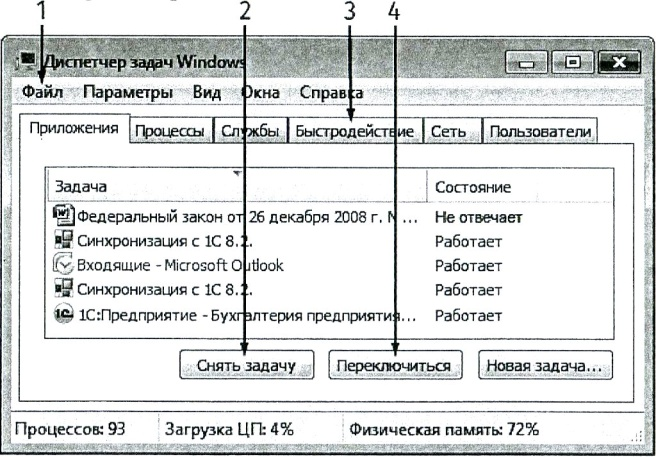 1 2 3 4
Диспетчер задач Windows
Файл Параметры Вид Окна Справка
Приложения Процессы Службы Быстродействие Сеть Пользователи
Задача Состояние
Федеральный закон от 26 декабря 2008 г. N ... Не отвечает
Синхронизация с 1С 8.2. Работает
Входящие - Microsoft Outlook Работает
Синхронизация с 1С 8.2. Работает
1С:Предприятие - Бухгалтерия предприятия... Работает
Снять задачу Переключиться Новая задача...
Процессов: 93 Загрузка ЦП: 4% Физическая память: 72%